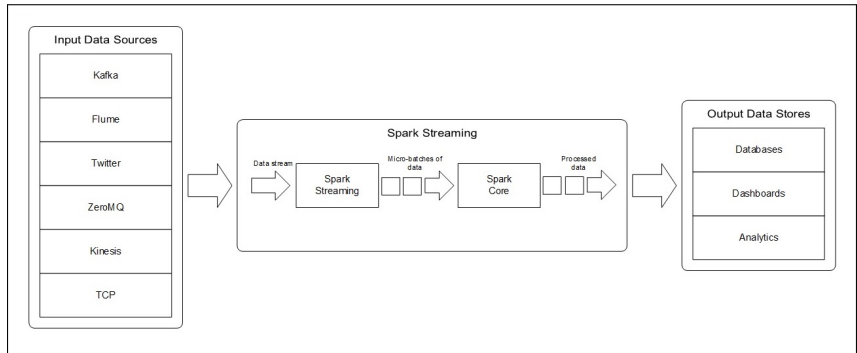 Input Data Sources
Kafka
Flume
Twitter
ZeroMQ
Kinesis
TCP
Spark Streaming
Data stream
Spark
Streaming
Micro-batches of
data
Spark
Core
Processed
data
Output Data Stores
Databases
Dashboards
Analytics